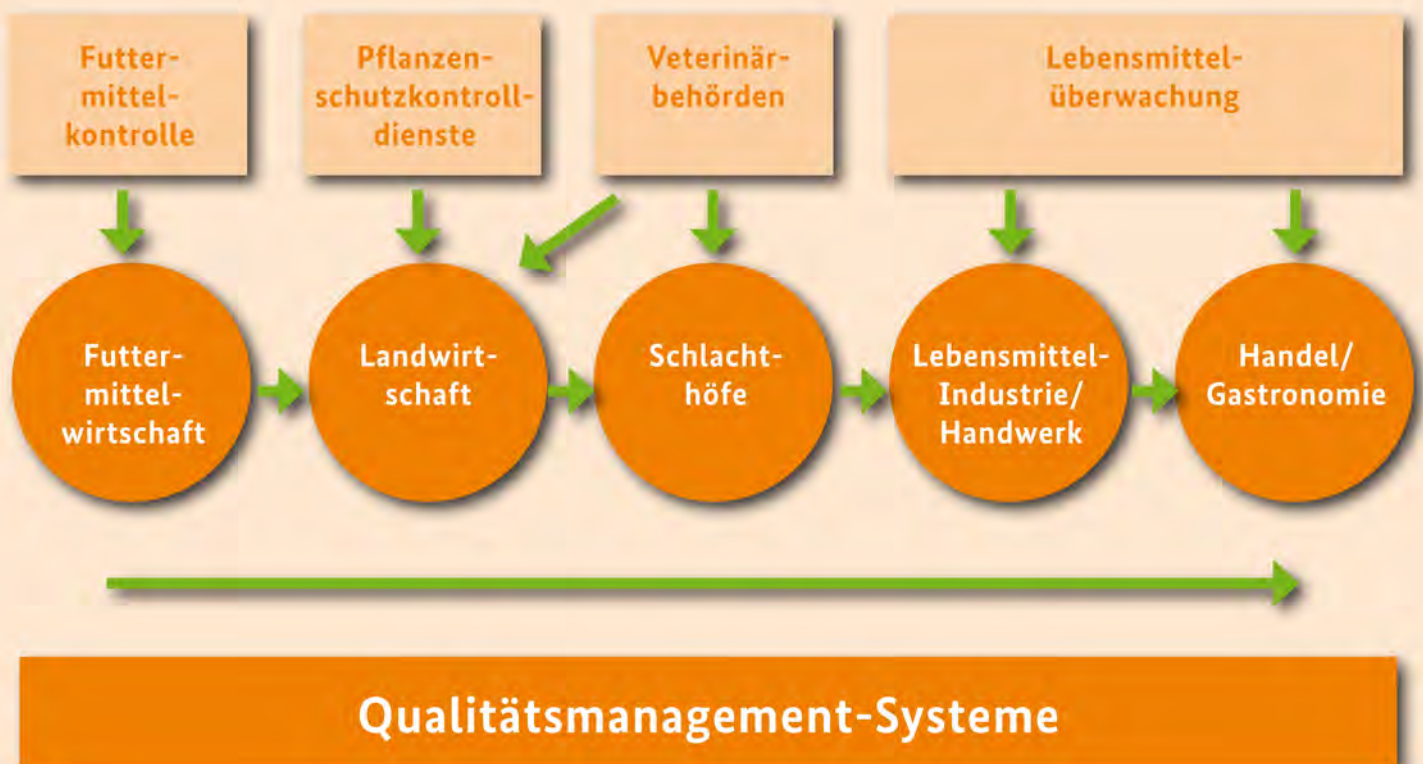 Futter-
mittel-
kontrolle
Pflanzen-
schutzkontroll-
dienste
Veterinär-
behörden
Lebensmittel-
überwachung
Futter-
mittel-
wirtschaft
Landwirt-
schaft
Schlacht-
höfe
Lebensmittel-
Industrie/
Handwerk
Handel/
Gastronomie
Qualitätsmanagement-Systeme